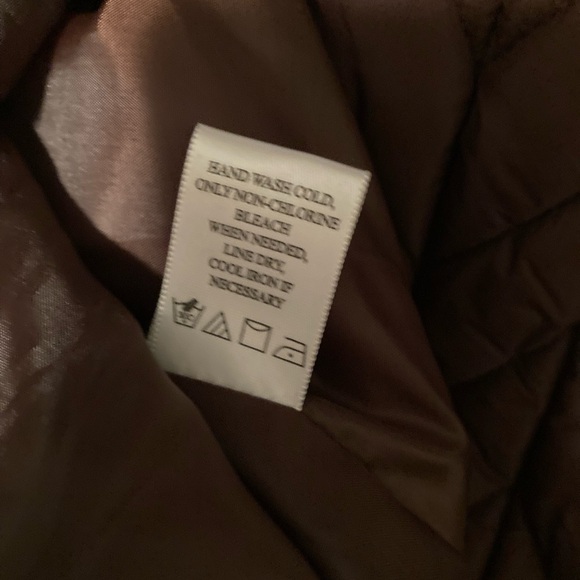 HAND WASH COLD,
ONLY NON-CHLORINE
BLEACH
WHEN NEEDED,
LINE DRY,
COOL IRON IF
NECESSARY